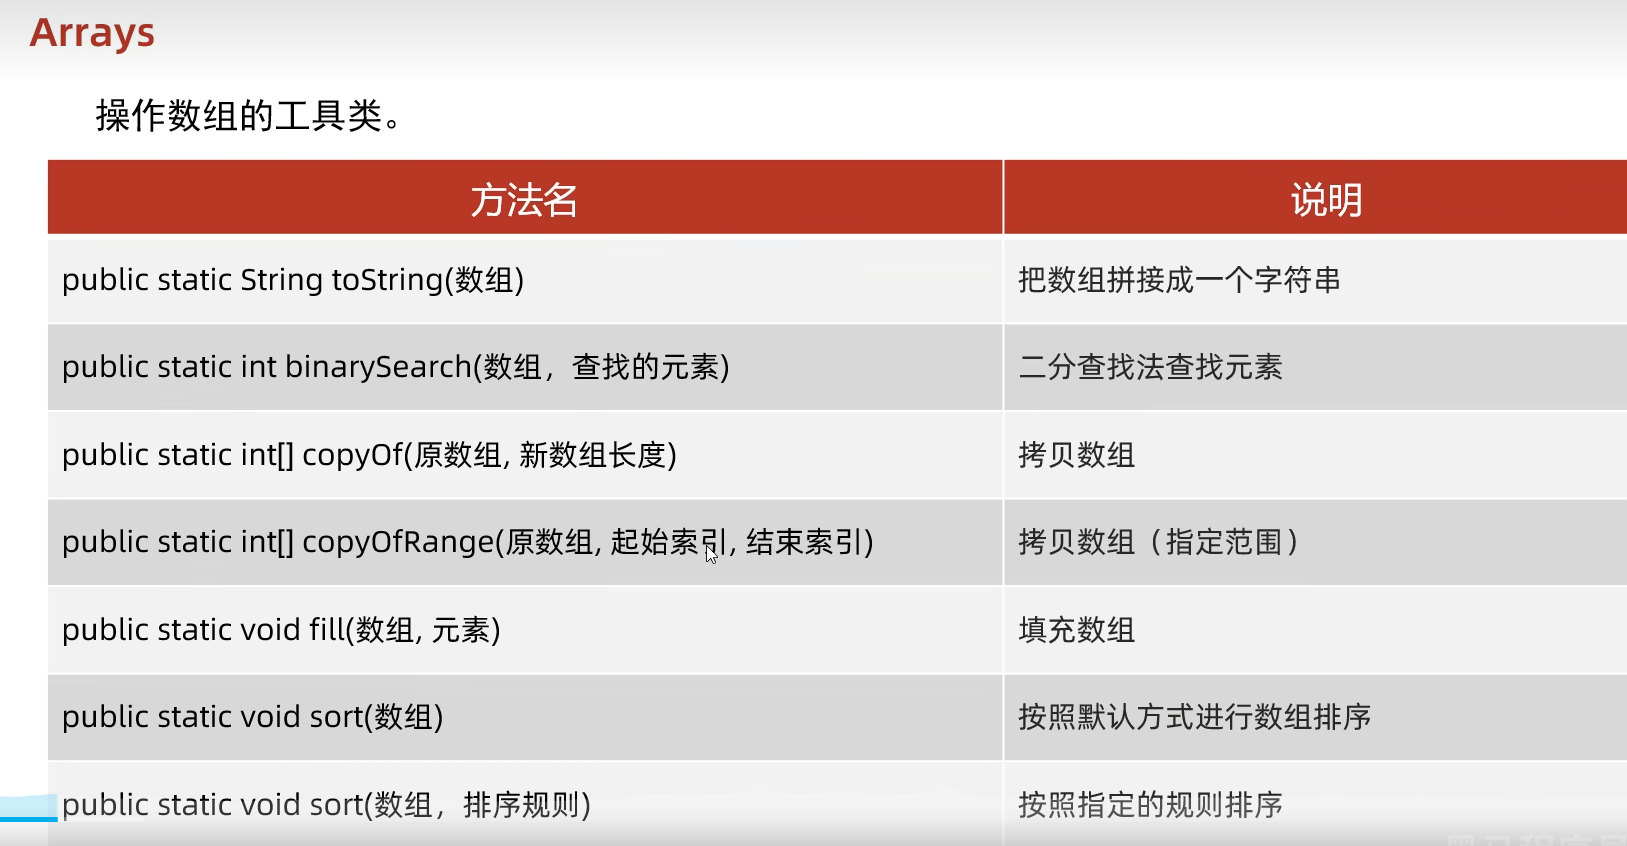 Arrays
操作数组的工具类。
方法名 说明
public static String toString(数组) 把数组拼接成一个字符串
public static int binarySearch(数组，查找的元素) 二分查找法查找元素
public static int[] copyOf(原数组, 新数组长度) 拷贝数组
public static int[] copyOfRange(原数组, 起始索引, 结束索引) 拷贝数组（指定范围）
public static void fill(数组, 元素) 填充数组
public static void sort(数组) 按照默认方式进行数组排序
public static void sort(数组，排序规则) 按照指定的规则排序